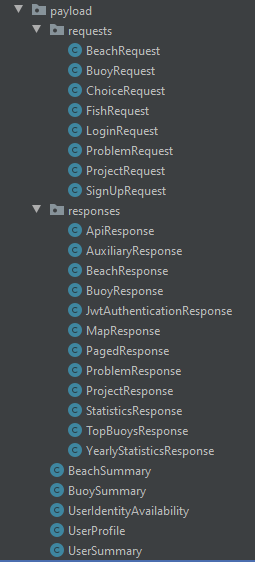 payload
requests
BeachRequest
BuoyRequest
ChoiceRequest
FishRequest
LoginRequest
ProblemRequest
ProjectRequest
SignUpRequest
responses
ApiResponse
AuxiliaryResponse
BeachResponse
BuoyResponse
JwtAuthenticationResponse
MapResponse
PagedResponse
ProblemResponse
ProjectResponse
StatisticsResponse
TopBuoysResponse
YearlyStatisticsResponse
BeachSummary
BuoySummary
UserIdentityAvailability
UserProfile
UserSummary